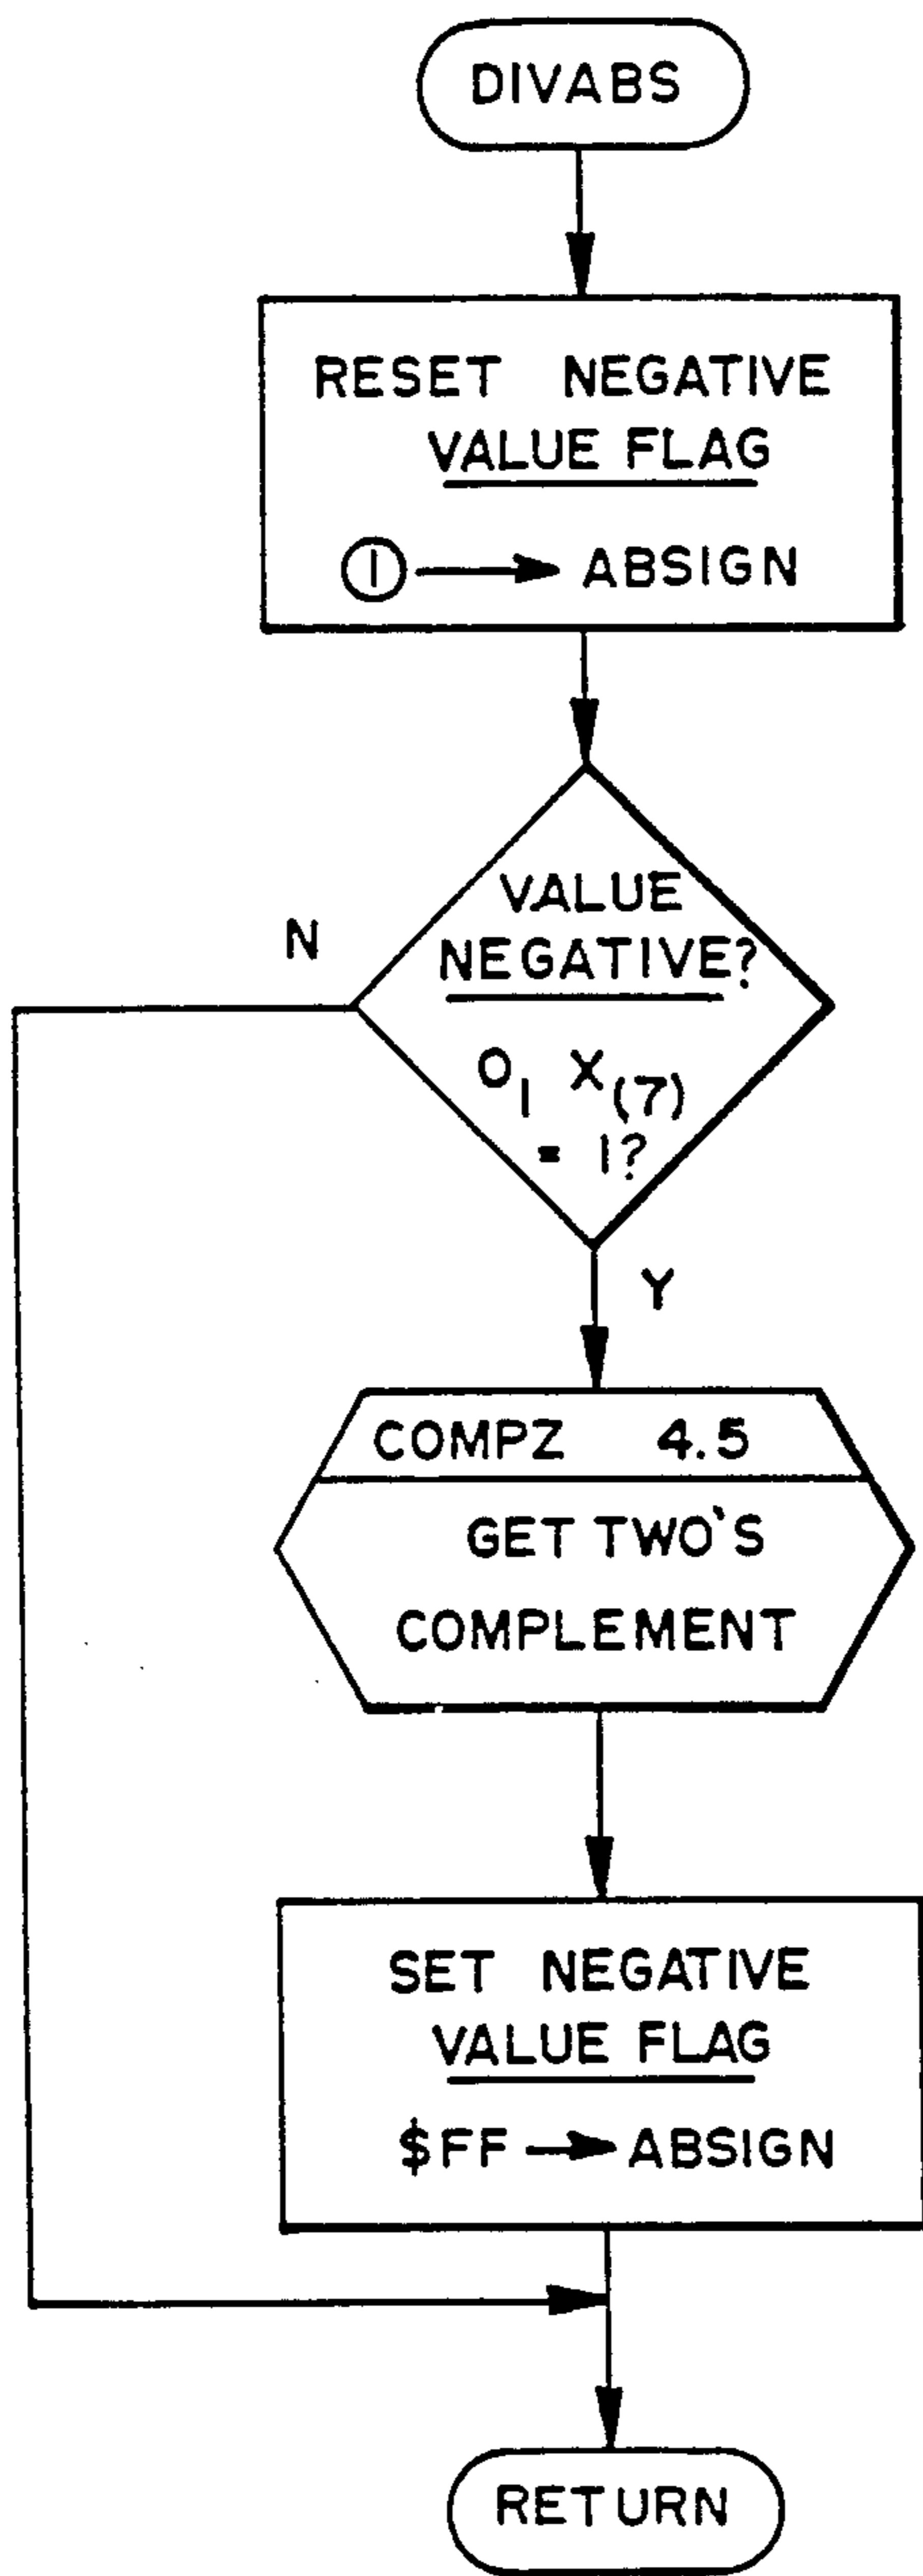 DIVABS
RESET NEGATIVE
VALUE FLAG
① → ABSIGN
VALUE
NEGATIVE?
N
O₁ X₍₇₎
= 1?
Y
COMPZ 4.5
GET TWO'S
COMPLEMENT
SET NEGATIVE
VALUE FLAG
$FF → ABSIGN
RETURN